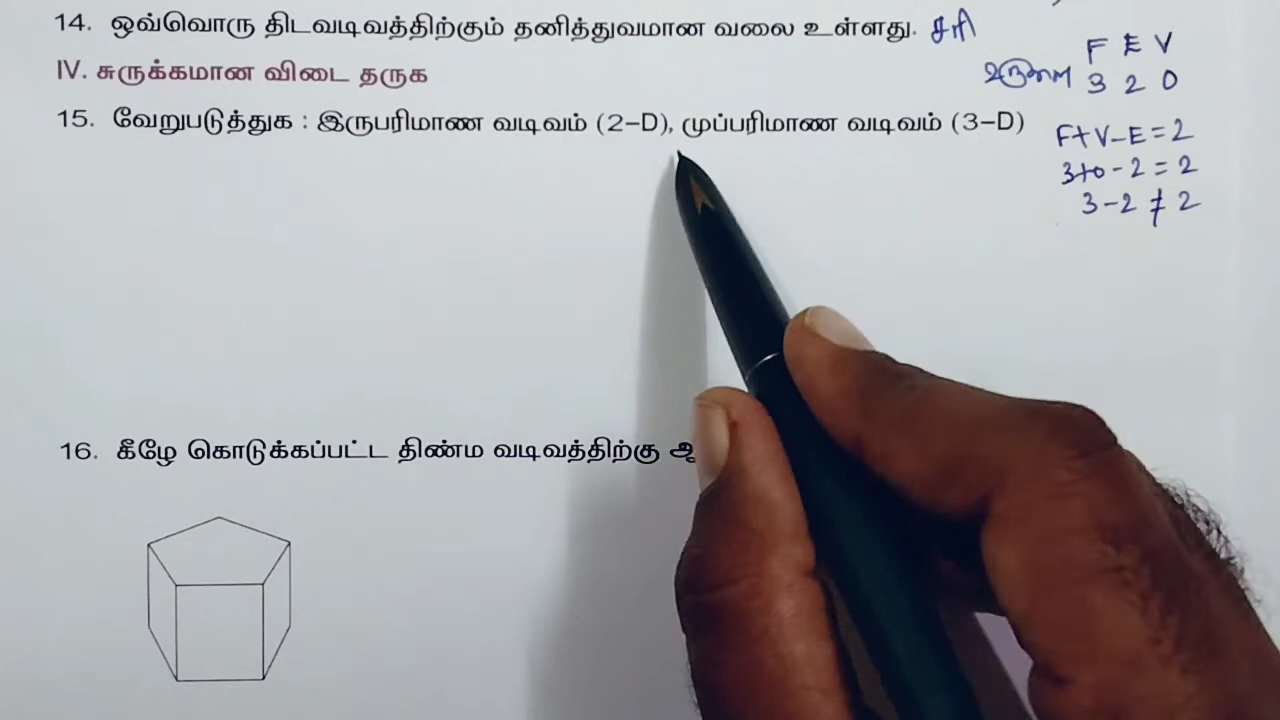 14. ஒவ்வொரு திடவடிவத்திற்கும் தனித்துவமான வலை உள்ளது. சரி
F E V
உருளை 3 2 0
IV. சுருக்கமான விடை தருக
15. வேறுபடுத்துக : இருபரிமாண வடிவம் (2-D), முப்பரிமாண வடிவம் (3-D)
F+V-E=2
3+0-2=2
3-2≠2
16. கீழே கொடுக்கப்பட்ட திண்ம வடிவத்திற்கு